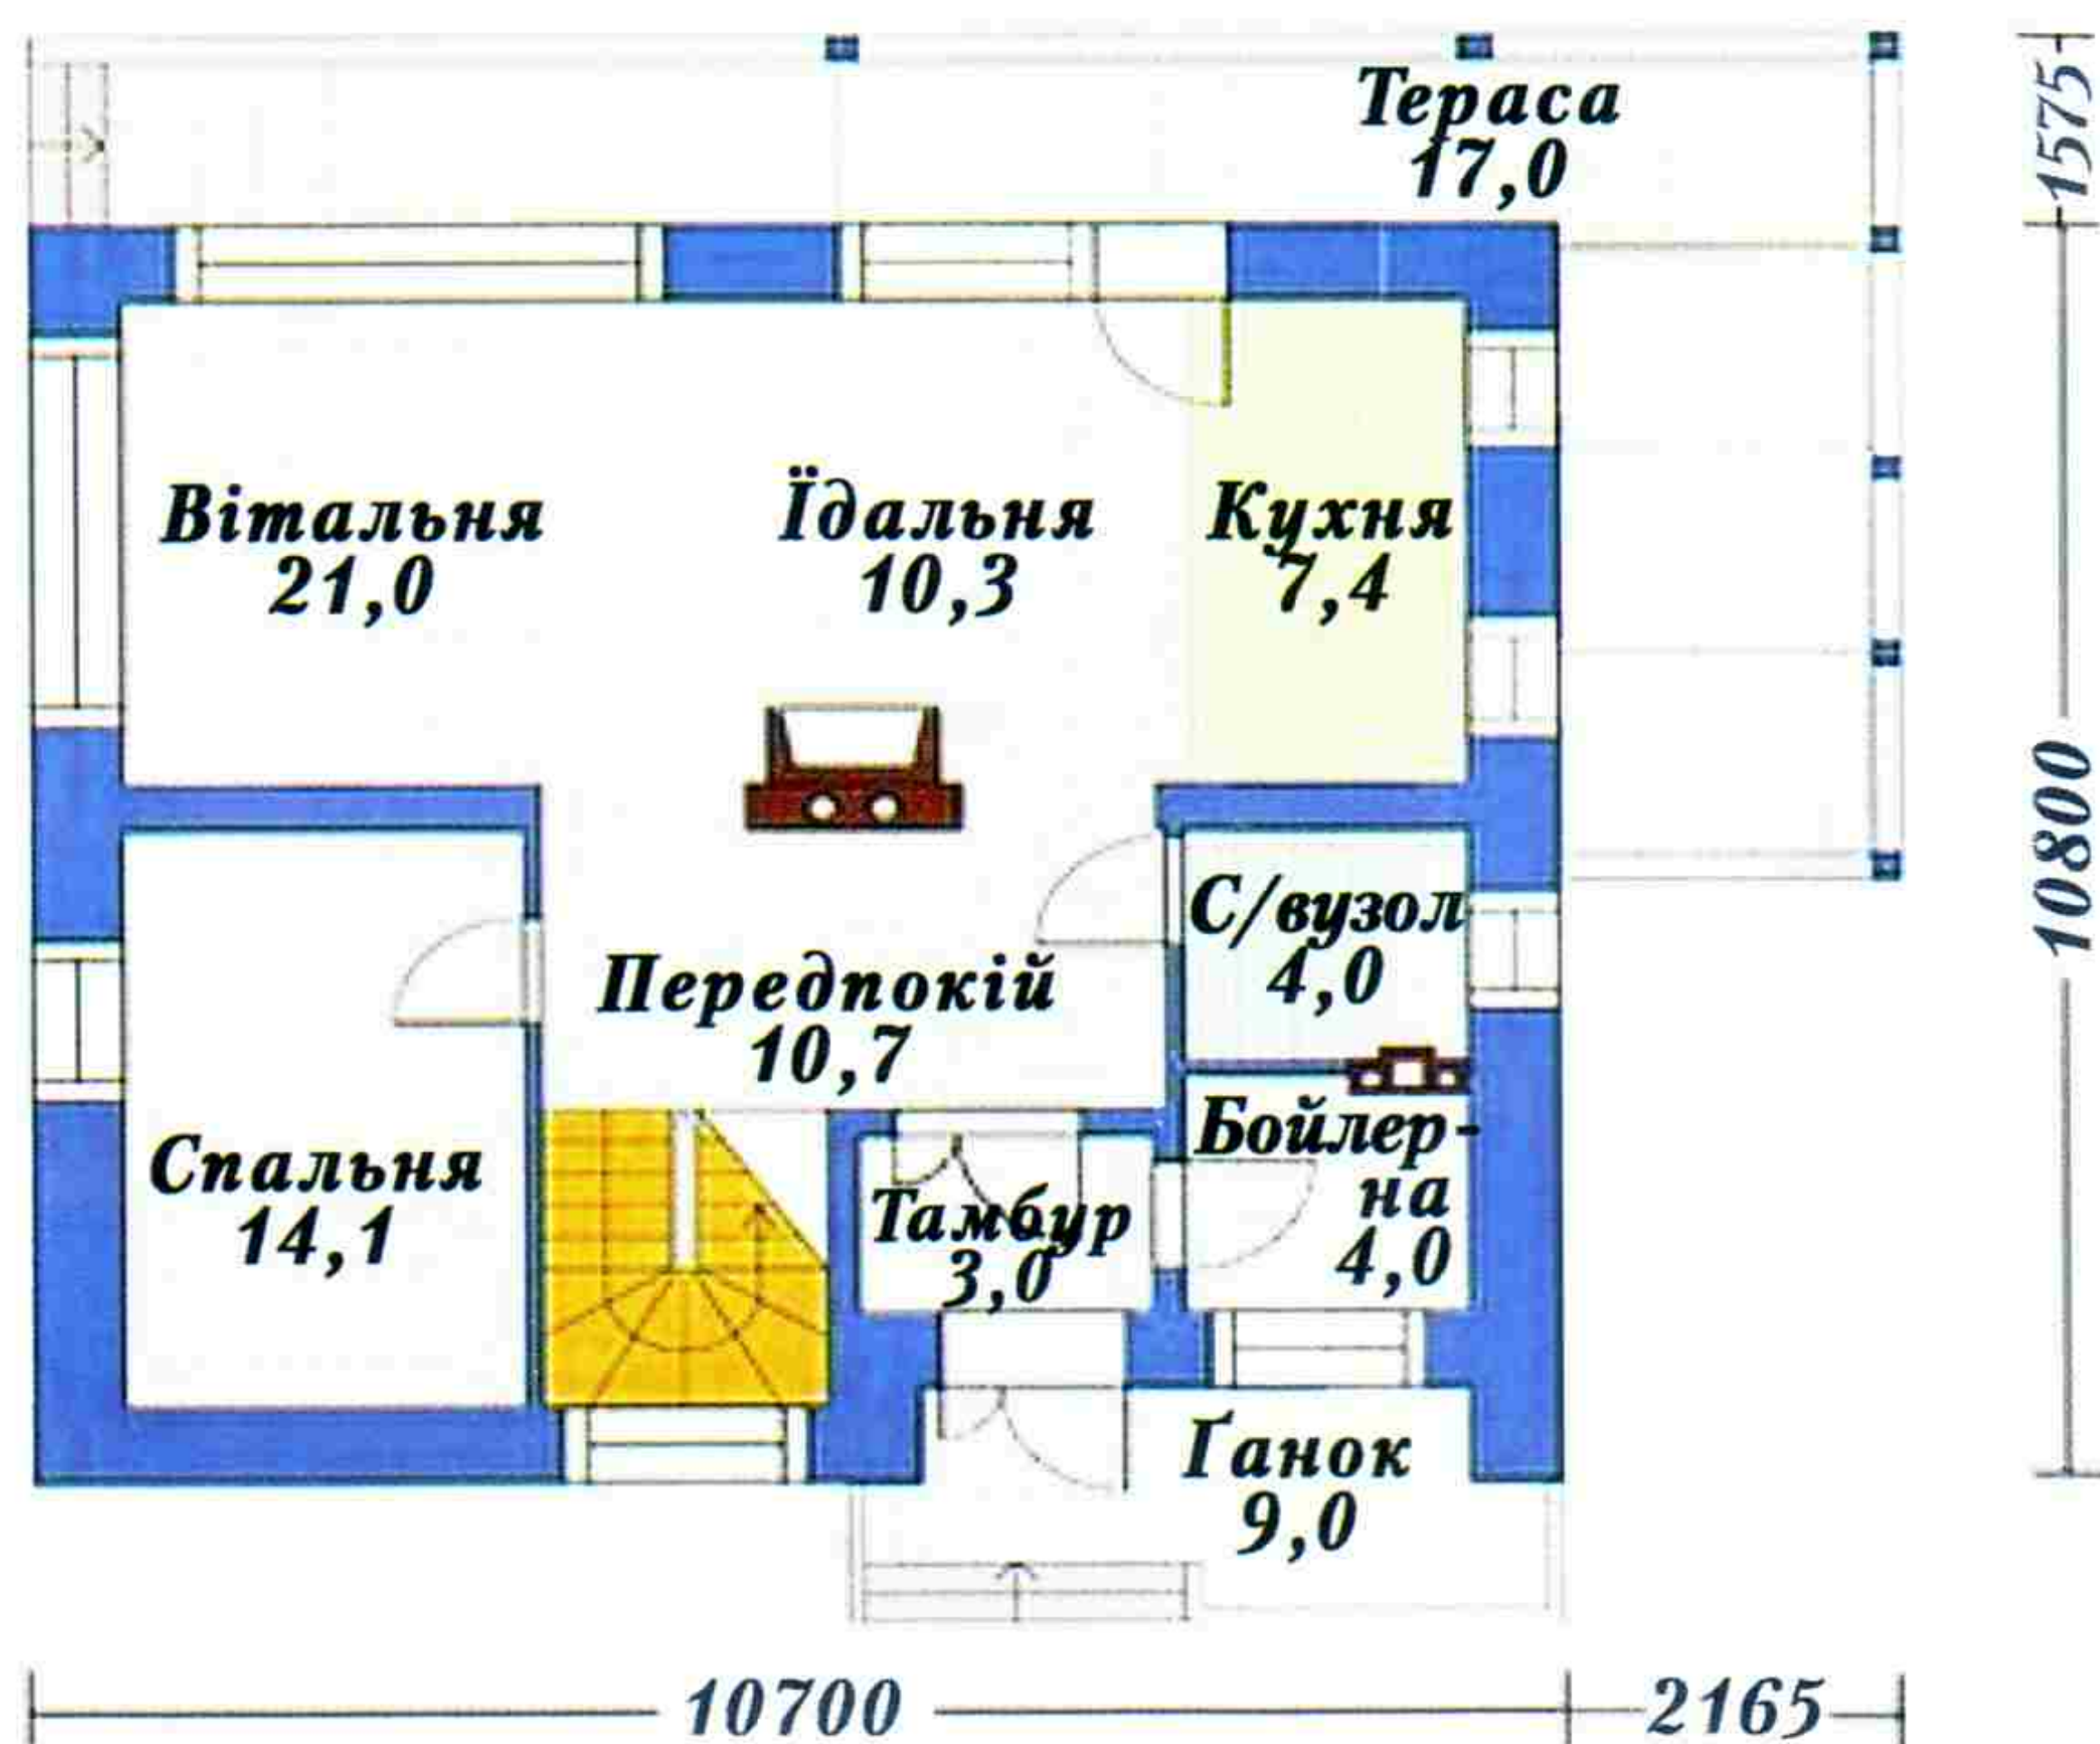 Тераса
17,0
1575
Вітальня
21,0
Їдальня
10,3
Кухня
7,4
10800
С/вузол
4,0
Передпокій
10,7
Бойлер-
на
4,0
Спальня
14,1
Тамбур
3,0
Ґанок
9,0
10700
2165